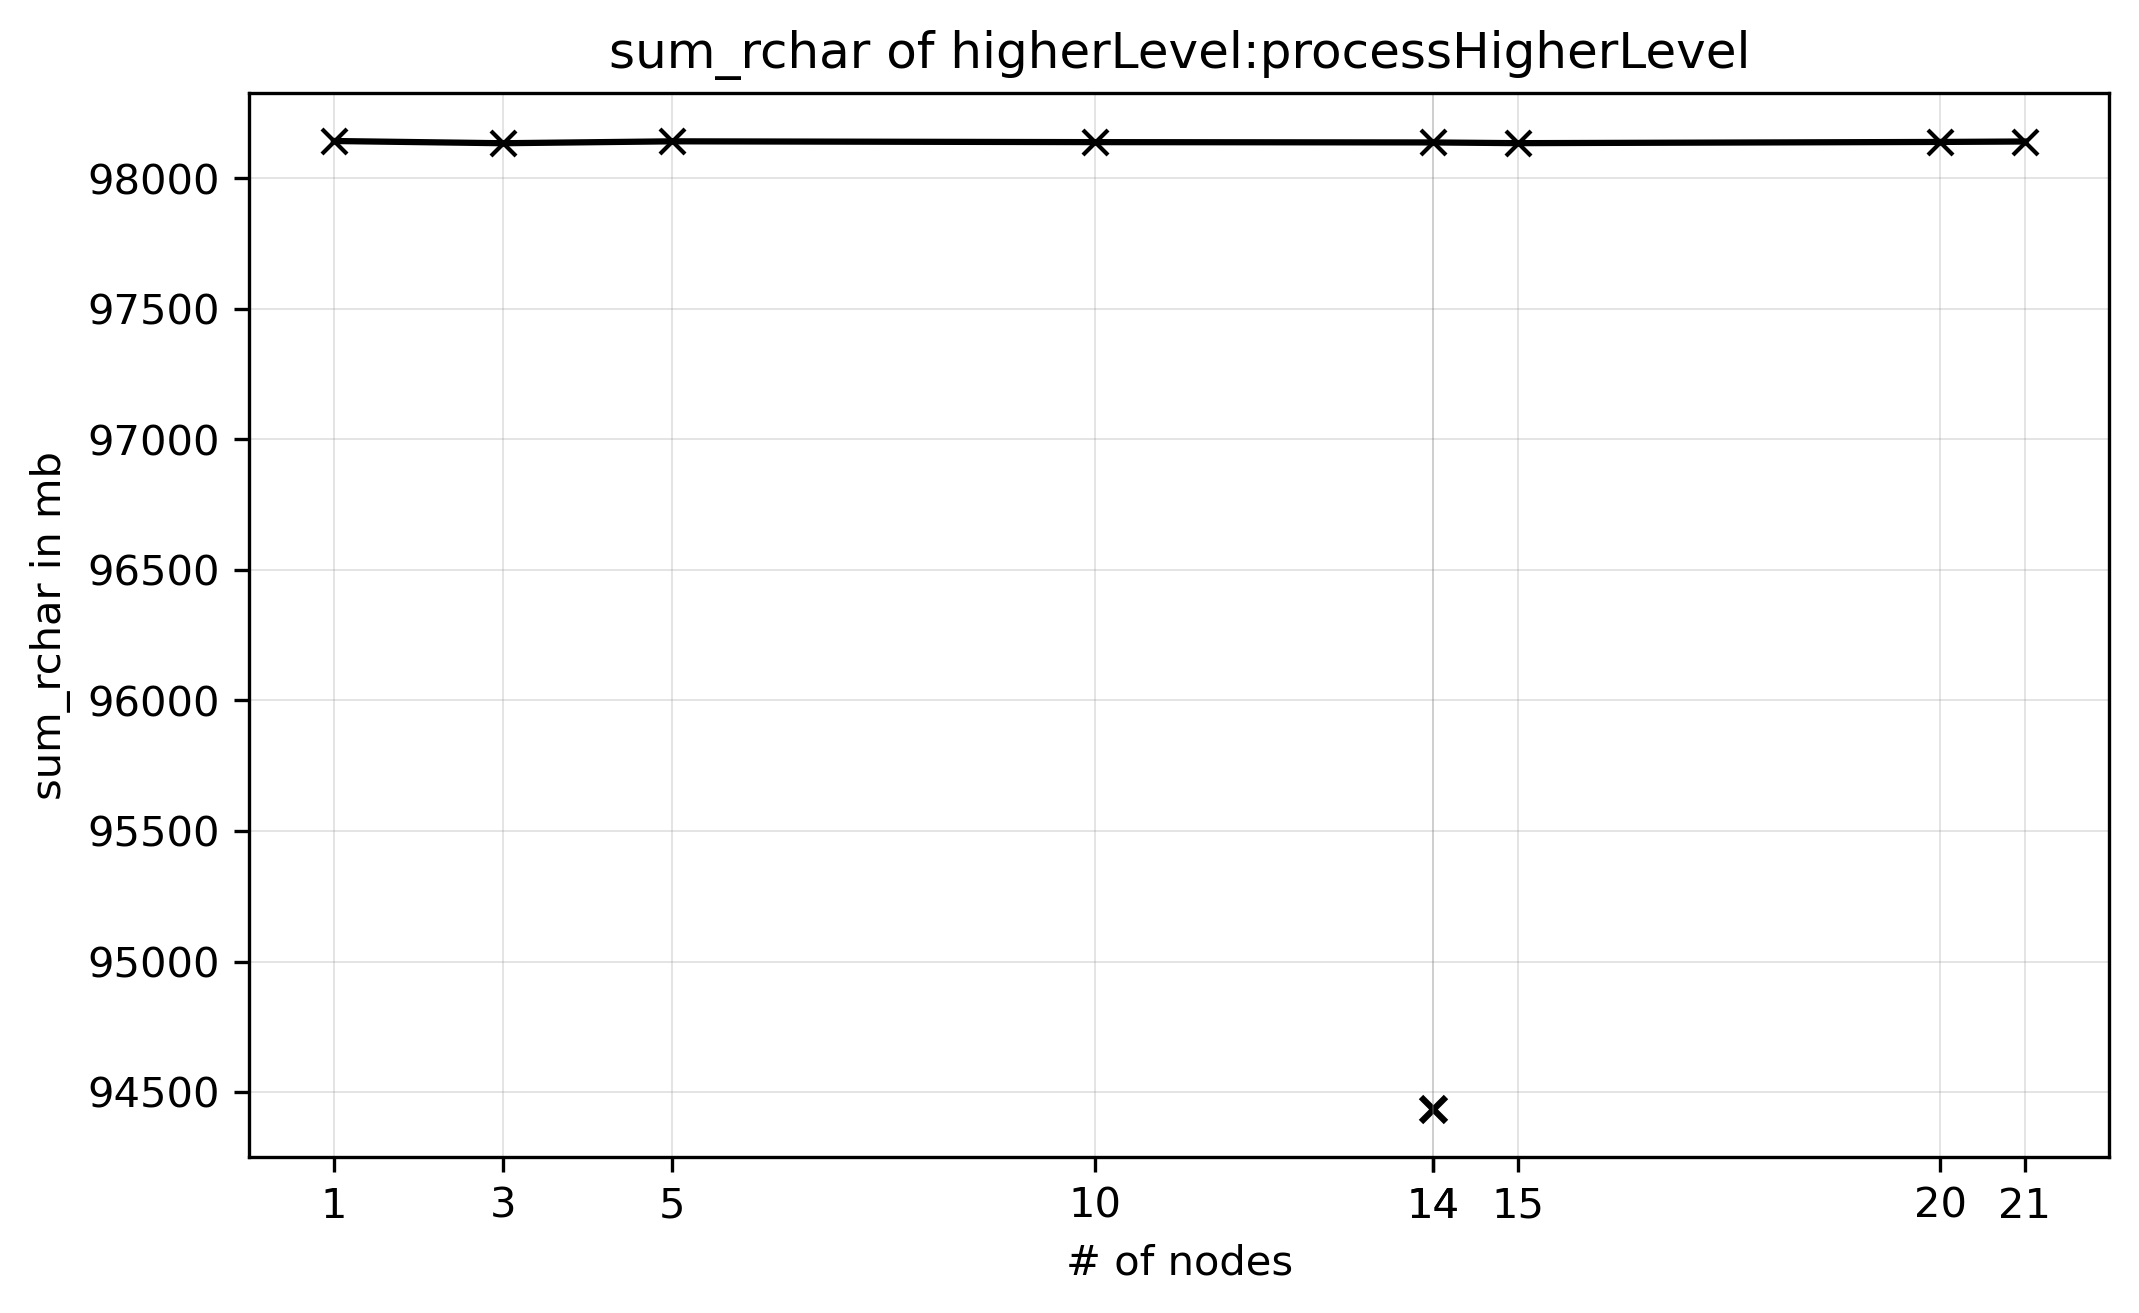 sum_rchar of higherLevel:processHigherLevel
sum_rchar in mb
98000
97500
97000
96500
96000
95500
95000
94500
1 3 5 10 14 15 20 21
# of nodes